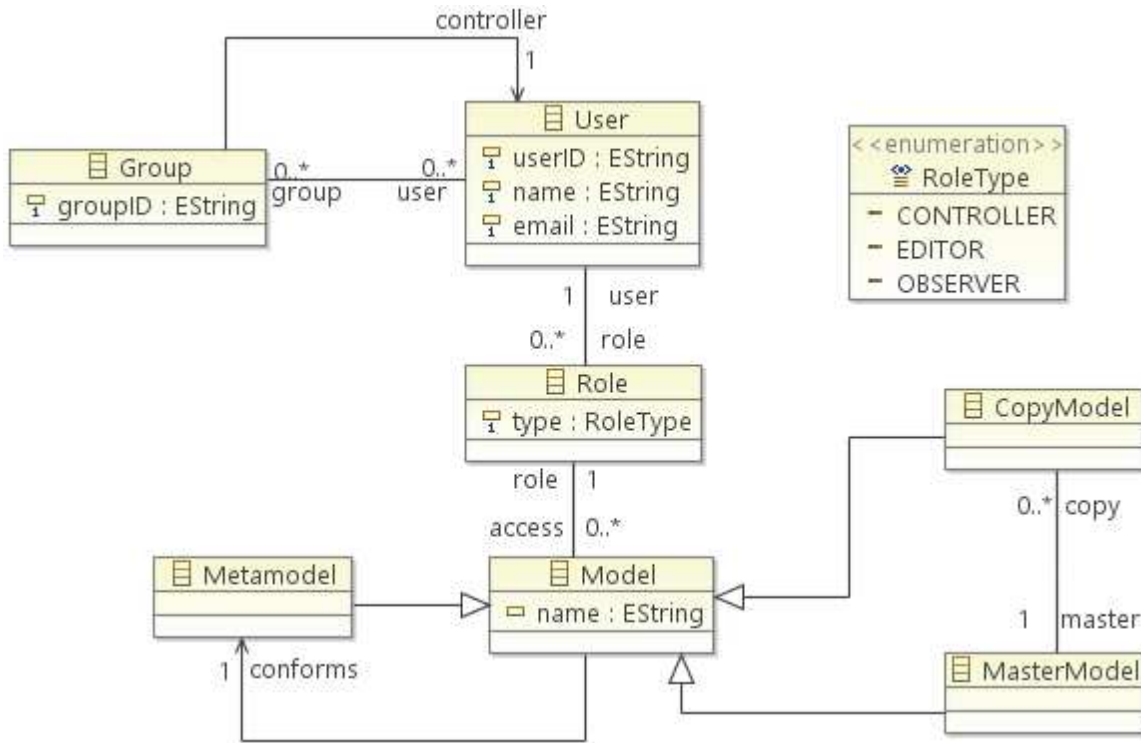 controller
1
User
userID : EString
name : EString
email : EString
Group
groupID : EString
0..*
group
0..*
user
<<enumeration>>
RoleType
CONTROLLER
EDITOR
OBSERVER
1 user
0..* role
Role
type : RoleType
role 1
access 0..*
CopyModel
0..* copy
1 master
MasterModel
Metamodel
Model
name : EString
1 conforms